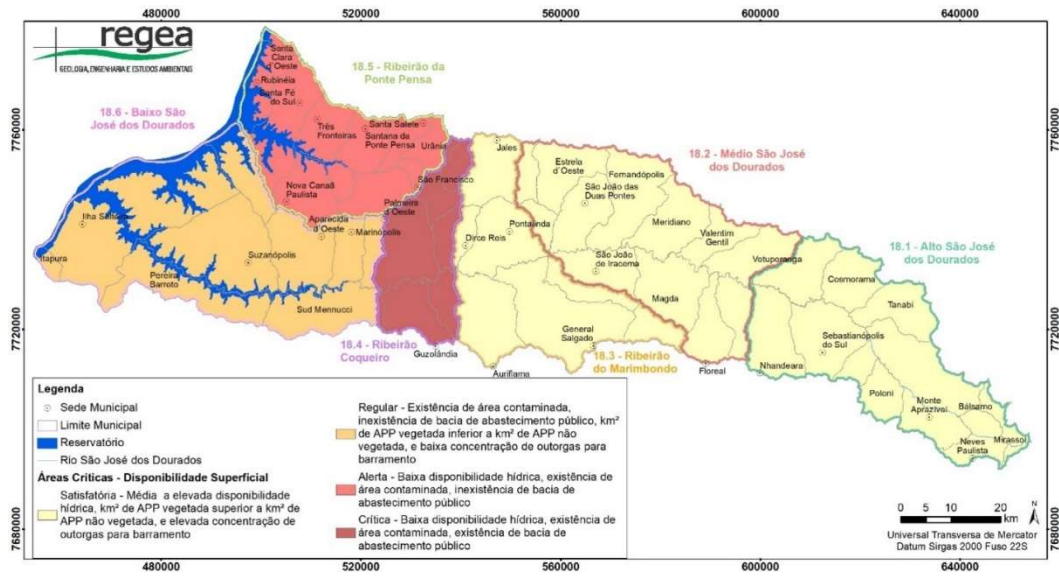 480000
520000
560000
600000
640000
regea
GEOLOGIA, ENGENHARIA E ESTUDOS AMBIENTAIS
18.5 - Ribeirão da
Ponte Pensa
18.6 - Baixo São
José dos Dourados
7760000
7760000
Santa
Clara
d´Oeste
Rubinéia
Santa Fé
do Sul
Três
Fronteiras
Santa Salete
Santana da
Ponte Pensa
Urânia
Jales
18.2 - Médio São José
dos Dourados
Estrela
d´Oeste
Fernandópolis
São João das
Duas Pontes
Meridiano
Valentim
Gentil
Nova Canaã
Paulista
São Francisco
Palmeira
d´Oeste
Aparecida
d´Oeste
Marinópolis
Dirce Reis
Pontalinda
Ilha Solteira
Itapura
Suzanápolis
Pereira
Barreto
Sud Mennucci
São João
de Iracema
Magda
Votuporanga
18.1 - Alto São José
dos Dourados
Cosmorama
Tanabi
Sebastianópolis
do Sul
7720000
7720000
General
Salgado
18.4 - Ribeirão
Coqueiro
Guzolândia
18.3 - Ribeirão
do Marimbondo
Auriflama
Floreal
Nhandeara
Poloni
Monte
Aprazível
Bálsamo
Neves
Paulista
Mirassol
Legenda
Sede Municipal
Limite Municipal
Reservatório
Rio São José dos Dourados
Áreas Críticas - Disponibilidade Superficial
Satisfatória - Média a elevada disponibilidade
hídrica, km² de APP vegetada superior a km² de
APP não vegetada, e elevada concentração de
outorgas para barramento
Regular - Existência de área contaminada,
inexistência de bacia de abastecimento público, km²
de APP vegetada inferior a km² de APP não
vegetada, e baixa concentração de outorgas para
barramento
Alerta - Baixa disponibilidade hídrica, existência
de área contaminada, inexistência de bacia de
abastecimento público
Crítica - Baixa disponibilidade hídrica, existência
de área contaminada, existência de bacia de
abastecimento público
7680000
7680000
0 5 10 20
km
N
Universal Transversa de Mercator
Datum Sirgas 2000 Fuso 22S
480000
520000
560000
600000
640000